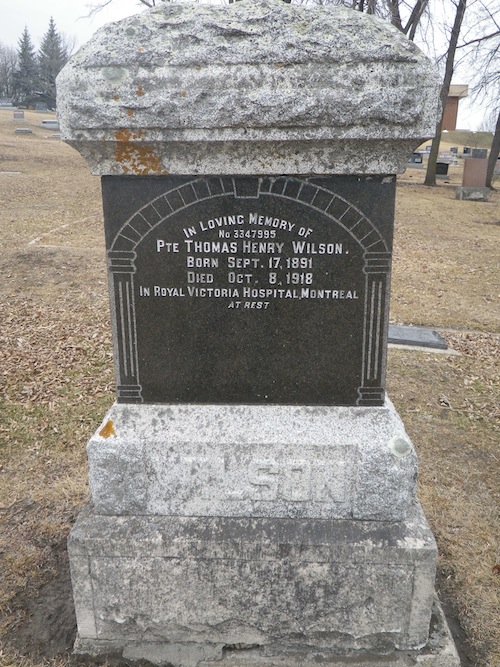 IN LOVING MEMORY OF
No 3347995
PTE THOMAS HENRY WILSON.
BORN SEPT. 17, 1891
DIED OCT. 8, 1918
IN ROYAL VICTORIA HOSPITAL, MONTREAL
AT REST
WILSON